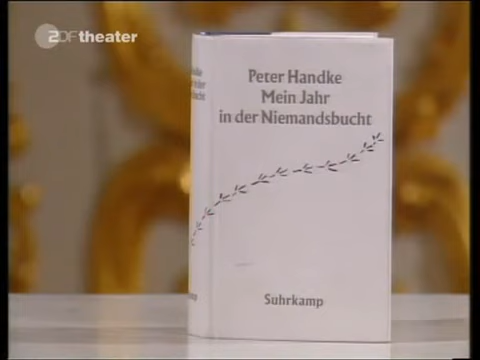 ZDFtheater
Peter Handke
Mein Jahr
in der Niemandsbucht
Suhrkamp